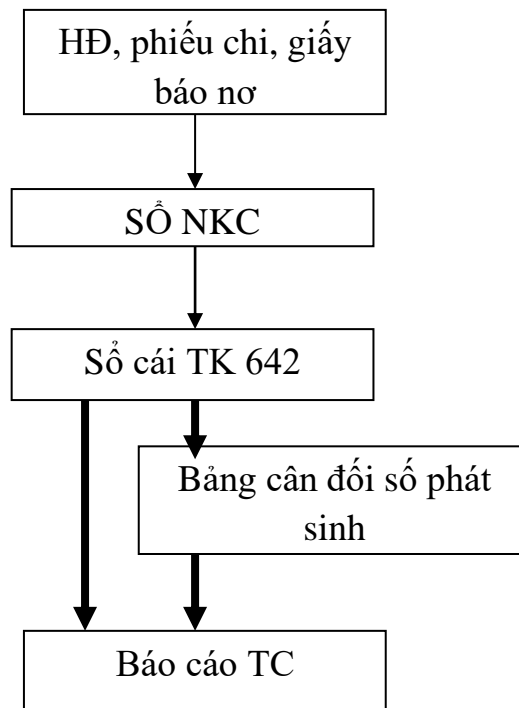 HĐ, phiếu chi, giấy
báo nơ
SỔ NKC
Sổ cái TK 642
Bảng cân đối số phát
sinh
Báo cáo TC